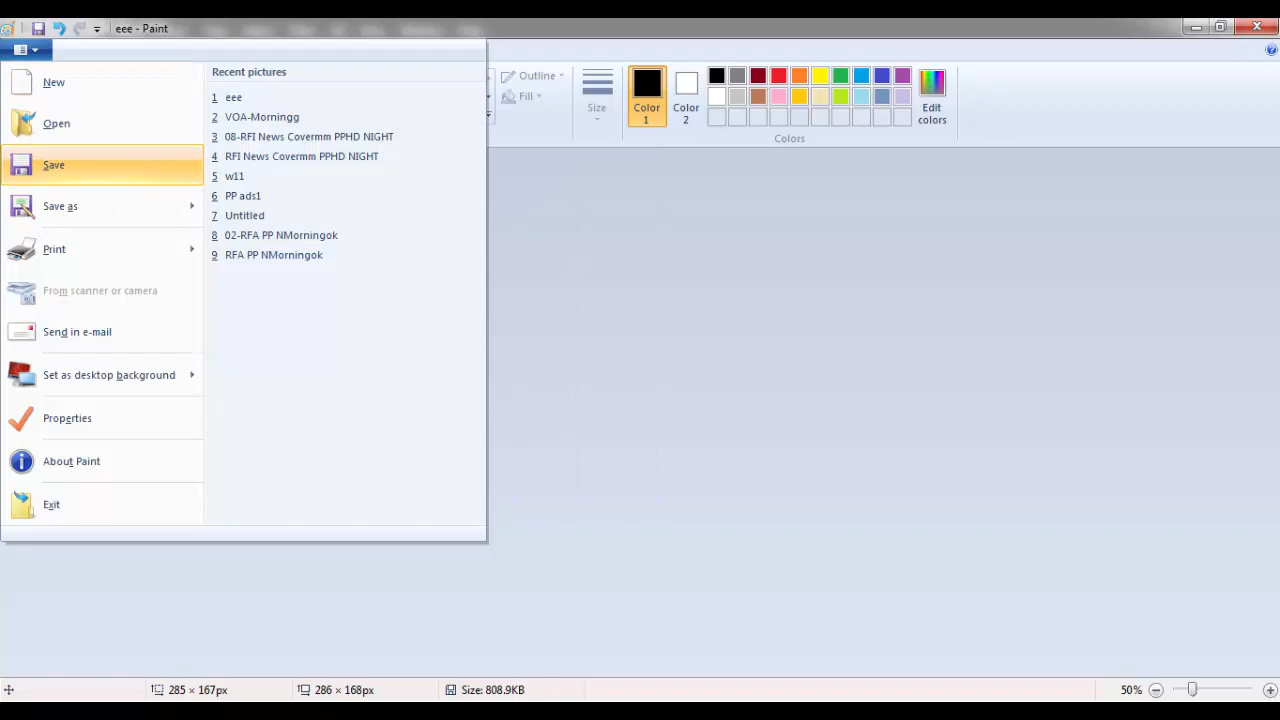 eee - Paint
New
Open
Save
Save as
Print
From scanner or camera
Send in e-mail
Set as desktop background
Properties
About Paint
Exit
Recent pictures
1 eee
2 VOA-Morningg
3 08-RFI News Covermm PPHD NIGHT
4 RFI News Covermm PPHD NIGHT
5 w11
6 PP ads1
7 Untitled
8 02-RFA PP NMorningok
9 RFA PP NMorningok
Outline
Fill
Size
Color 1
Color 2
Edit colors
Colors
285 × 167px
286 × 168px
Size: 808.9KB
50%